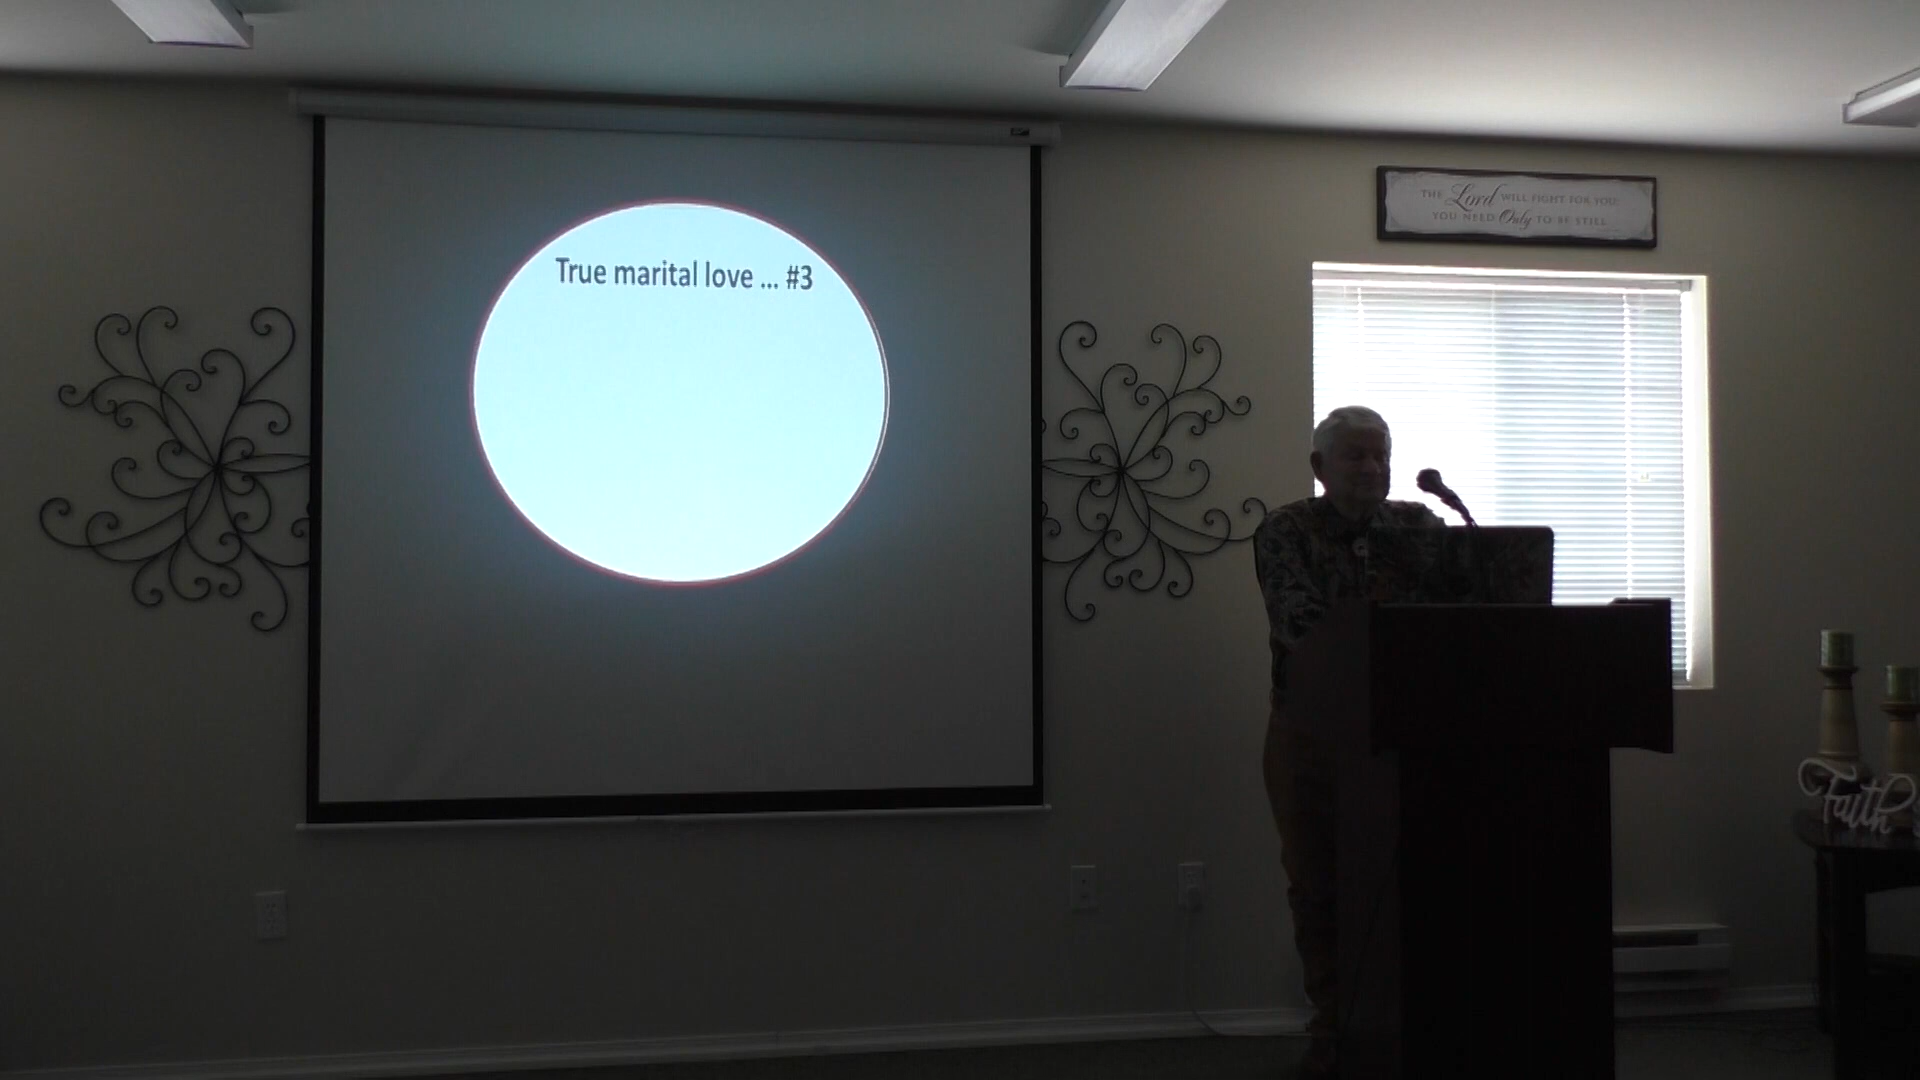 True marital love ... #3
THE Lord WILL FIGHT FOR YOU;
YOU NEED Only TO BE STILL
Faith